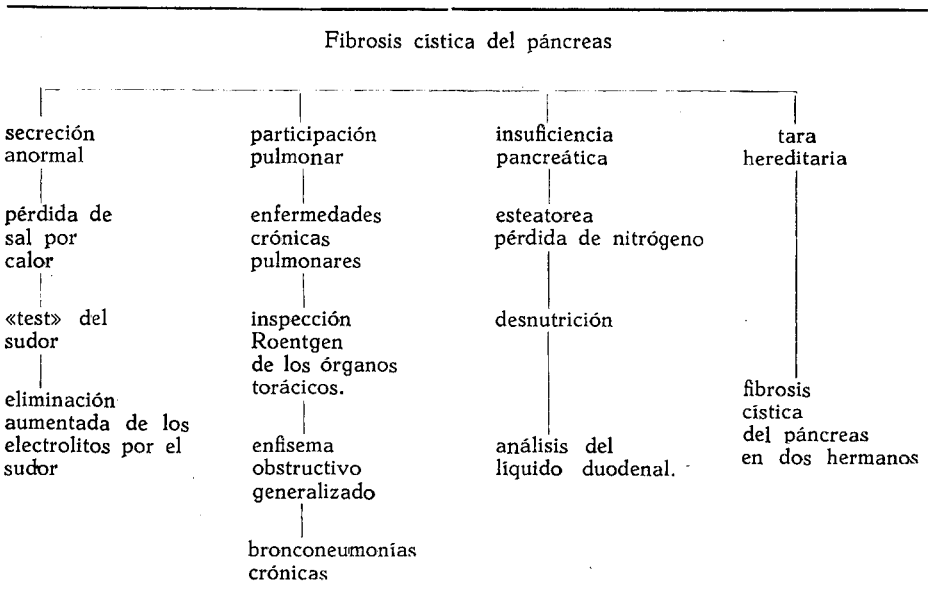 Fibrosis cística del páncreas
secreción
anormal
pérdida de
sal por
calor
«test» del
sudor
eliminación
aumentada de los
electrolitos por el
sudor
participación
pulmonar
enfermedades
crónicas
pulmonares
inspección
Roentgen
de los órganos
torácicos.
enfisema
obstructivo
generalizado
bronconeumonías
crónicas
insuficiencia
pancreática
esteatorea
pérdida de nitrógeno
desnutrición
análisis del
líquido duodenal.
tara
hereditaria
fibrosis
cística
del páncreas
en dos hermanos